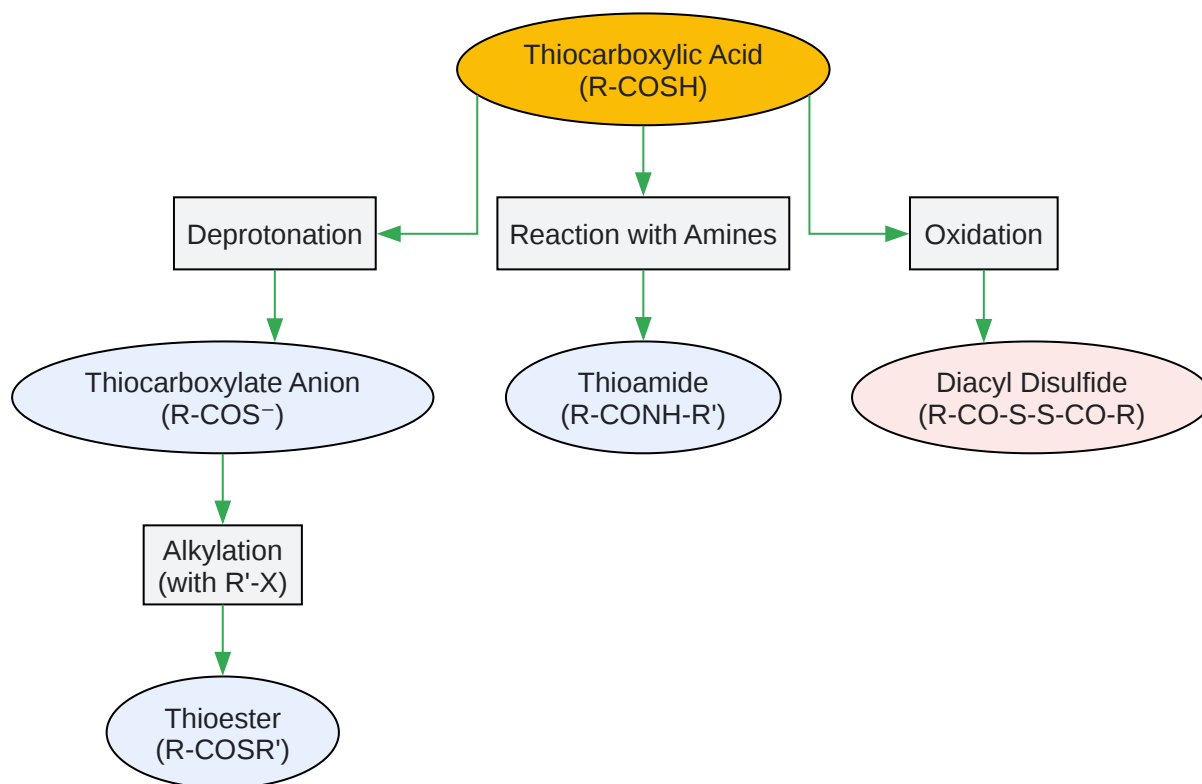 Thiocarboxylic Acid
(R-COSH)
Deprotonation
Reaction with Amines
Oxidation
Thiocarboxylate Anion
(R-COS⁻)
Thioamide
(R-CONH-R')
Diacyl Disulfide
(R-CO-S-S-CO-R)
Alkylation
(with R'-X)
Thioester
(R-COSR')